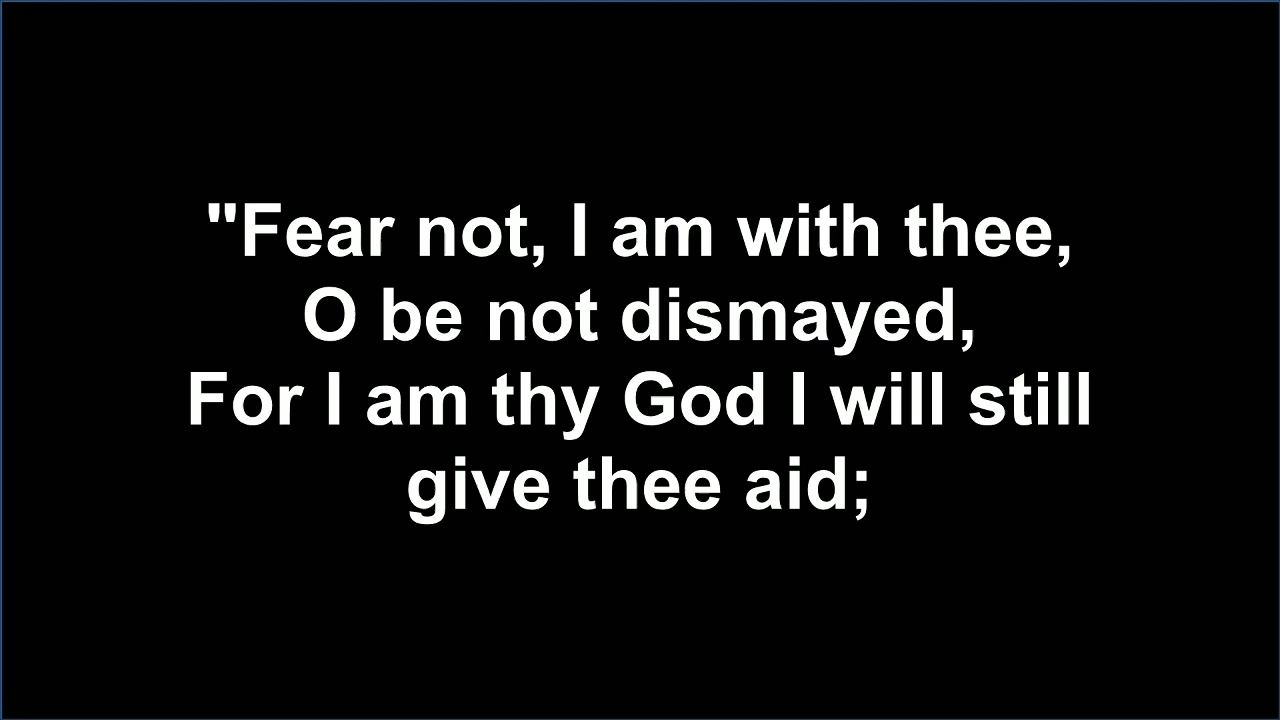 "Fear not, I am with thee,
O be not dismayed,
For I am thy God I will still
give thee aid;